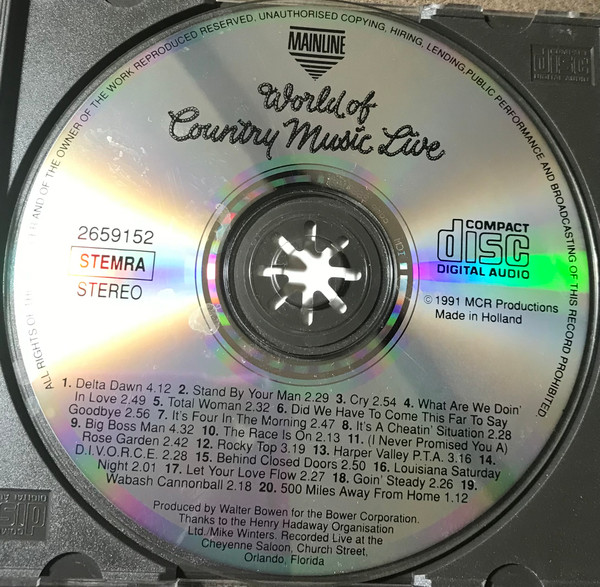 MAINLINE
World of
Country Music Live
ALL RIGHTS OF THE
AND OF THE OWNER OF THE WORK REPRODUCED RESERVED. UNAUTHORISED COPYING, HIRING, LENDING, PUBLIC PERFORMANCE AND BROADCASTING OF THIS RECORD PROHIBITED
2659152
STEMRA
STEREO
COMPACT
disc
DIGITAL AUDIO
© 1991 MCR Productions
Made in Holland
1. Delta Dawn 4.12 2. Stand By Your Man 2.29 3. Cry 2.54 4. What Are We Doin'
In Love 2.49 5. Total Woman 2.32 6. Did We Have To Come This Far To Say
Goodbye 2.56 7. It's Four In The Morning 2.47 8. It's A Cheatin' Situation 2.28
9. Big Boss Man 4.32 10. The Race Is On 2.13 11. (I Never Promised You A)
Rose Garden 2.42 12. Rocky Top 3.19 13. Harper Valley P.T.A. 3.16 14.
D.I.V.O.R.C.E. 2.28 15. Behind Closed Doors 2.50 16. Louisiana Saturday
Night 2.01 17. Let Your Love Flow 2.27 18. Goin' Steady 2.26 19.
Wabash Cannonball 2.18 20. 500 Miles Away From Home 1.12
Produced by Walter Bowen for the Bower Corporation.
Thanks to the Henry Hadaway Organisation
Ltd./Mike Winters. Recorded Live at the
Cheyenne Saloon, Church Street,
Orlando, Florida
COMPACT
disc
DIGITAL AUDIO